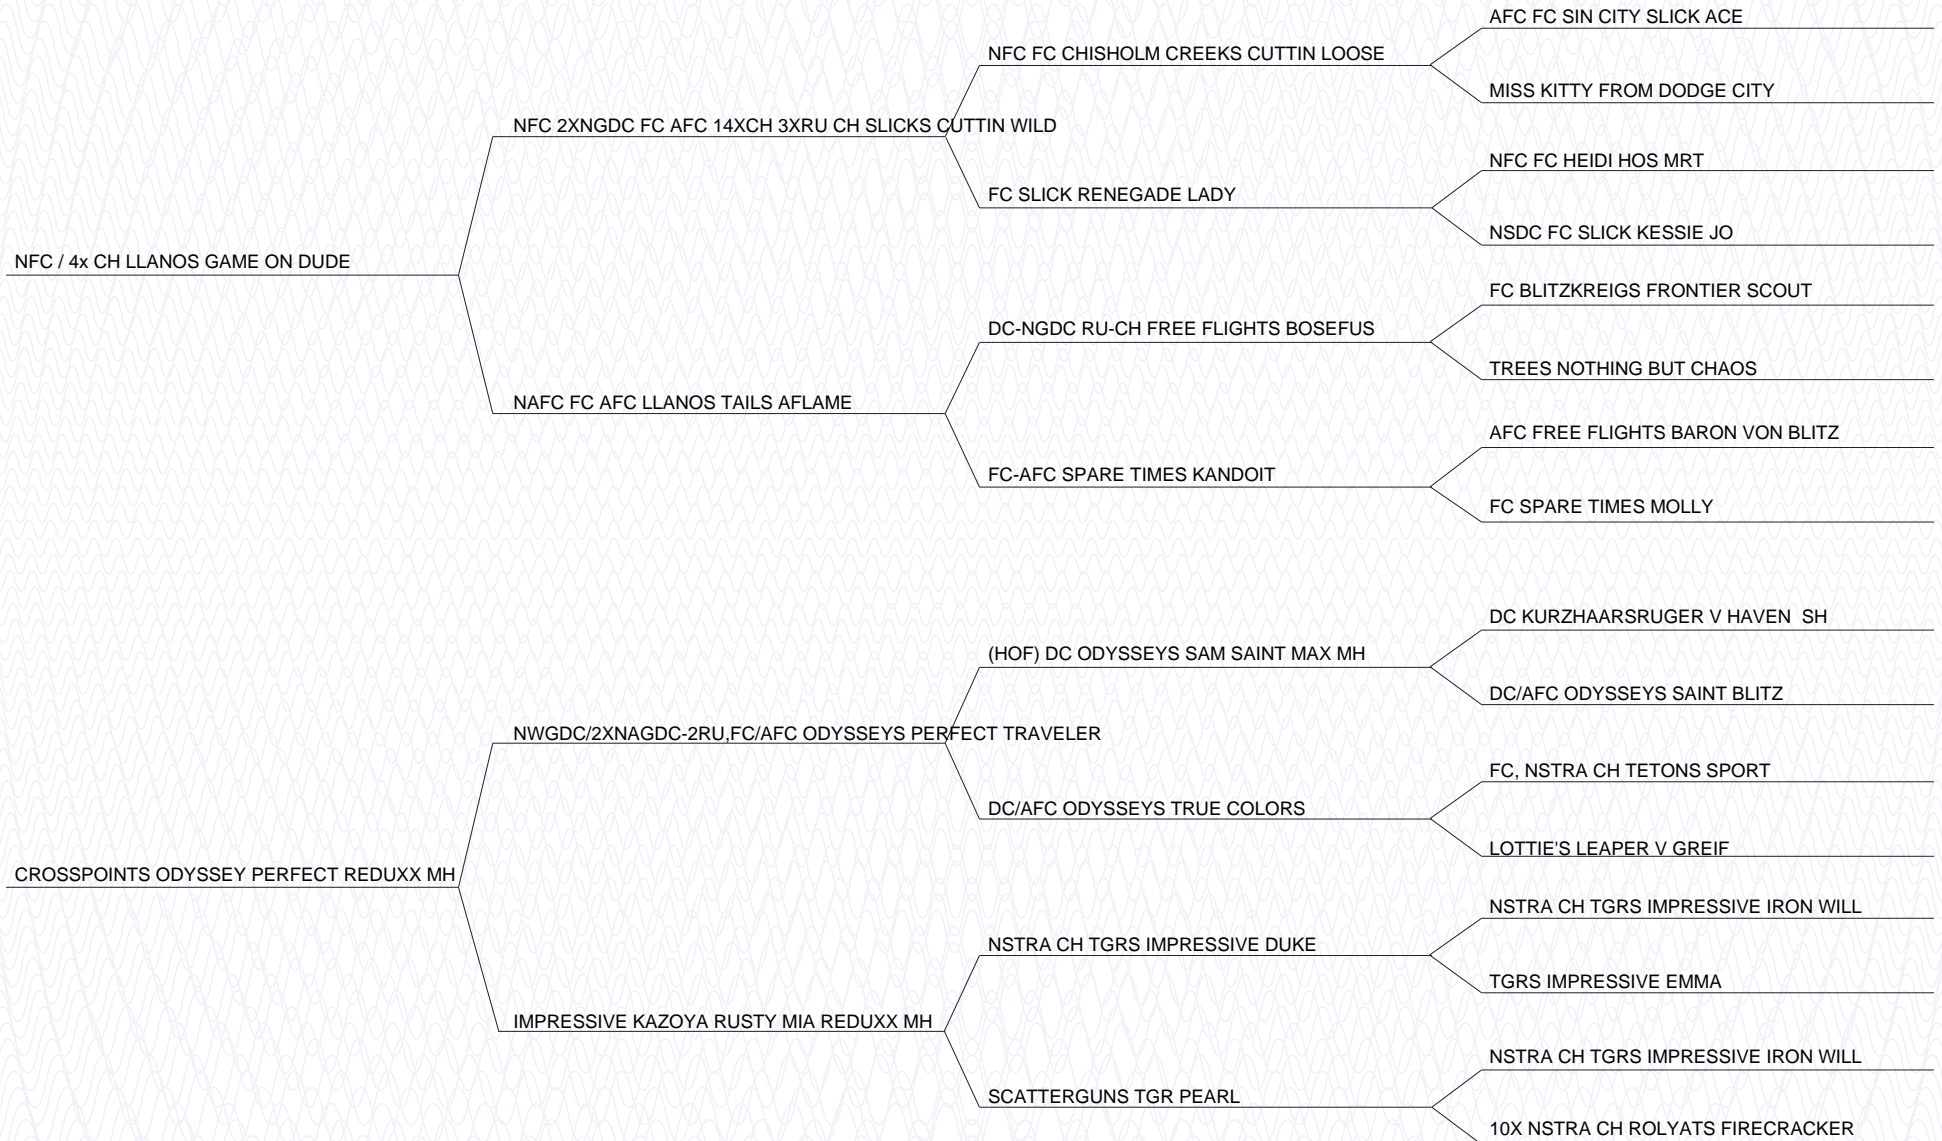 AFC FC SIN CITY SLICK ACE
NFC FC CHISHOLM CREEKS CUTTIN LOOSE
MISS KITTY FROM DODGE CITY
NFC 2XNGDC FC AFC 14XCH 3XRU CH SLICKS CUTTIN WILD
NFC FC HEIDI HOS MRT
FC SLICK RENEGADE LADY
NSDC FC SLICK KESSIE JO
NFC / 4x CH LLANOS GAME ON DUDE
FC BLITZKREIGS FRONTIER SCOUT
DC-NGDC RU-CH FREE FLIGHTS BOSEFUS
TREES NOTHING BUT CHAOS
NAFC FC AFC LLANOS TAILS AFLAME
AFC FREE FLIGHTS BARON VON BLITZ
FC-AFC SPARE TIMES KANDOIT
FC SPARE TIMES MOLLY
DC KURZHAARSRUGER V HAVEN  SH
(HOF) DC ODYSSEYS SAM SAINT MAX MH
DC/AFC ODYSSEYS SAINT BLITZ
NWGDC/2XNAGDC-2RU,FC/AFC ODYSSEYS PERFECT TRAVELER
FC, NSTRA CH TETONS SPORT
DC/AFC ODYSSEYS TRUE COLORS
LOTTIE'S LEAPER V GREIF
CROSSPOINTS ODYSSEY PERFECT REDUXX MH
NSTRA CH TGRS IMPRESSIVE IRON WILL
NSTRA CH TGRS IMPRESSIVE DUKE
TGRS IMPRESSIVE EMMA
IMPRESSIVE KAZOYA RUSTY MIA REDUXX MH
NSTRA CH TGRS IMPRESSIVE IRON WILL
SCATTERGUNS TGR PEARL
10X NSTRA CH ROLYATS FIRECRACKER